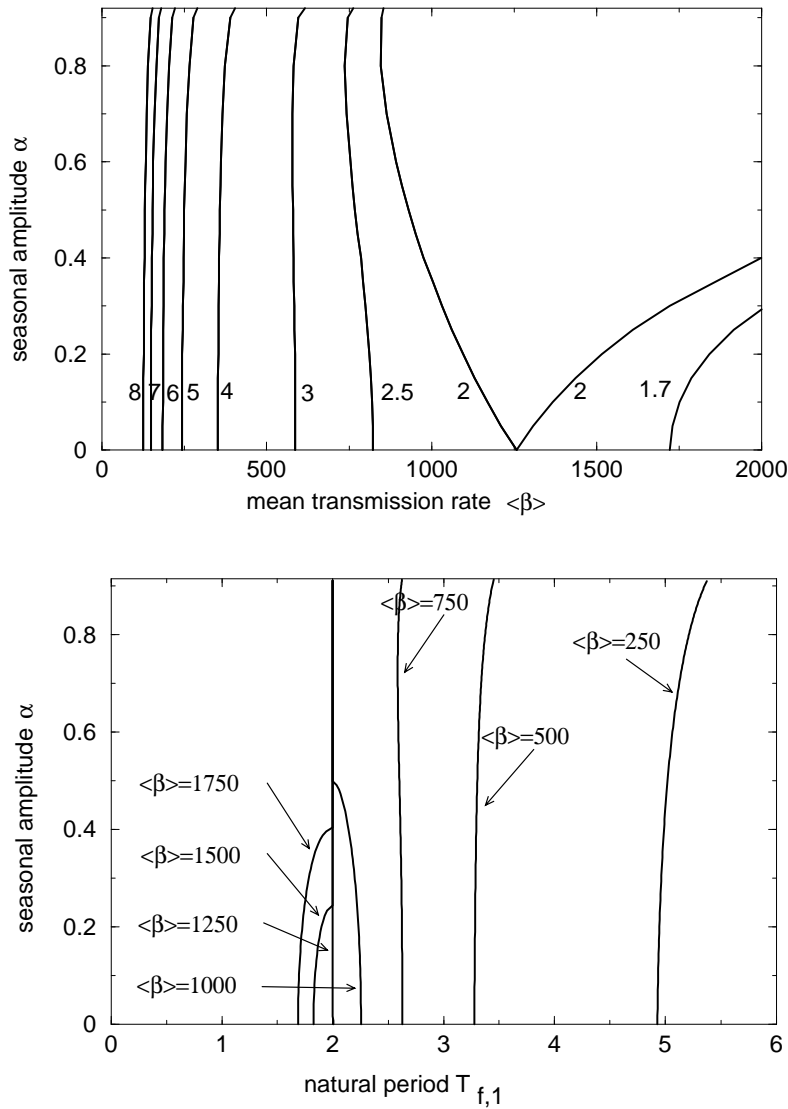 0.8
0.6
0.4
0.2
0
seasonal amplitude α
8 7 6 5 4 3 2.5 2 2 1.7
0 500 1000 1500 2000
mean transmission rate <β>
0.8
0.6
0.4
0.2
0
seasonal amplitude α
<β>=750
<β>=250
<β>=500
<β>=1750
<β>=1500
<β>=1250
<β>=1000
0 1 2 3 4 5 6
natural period T f,1